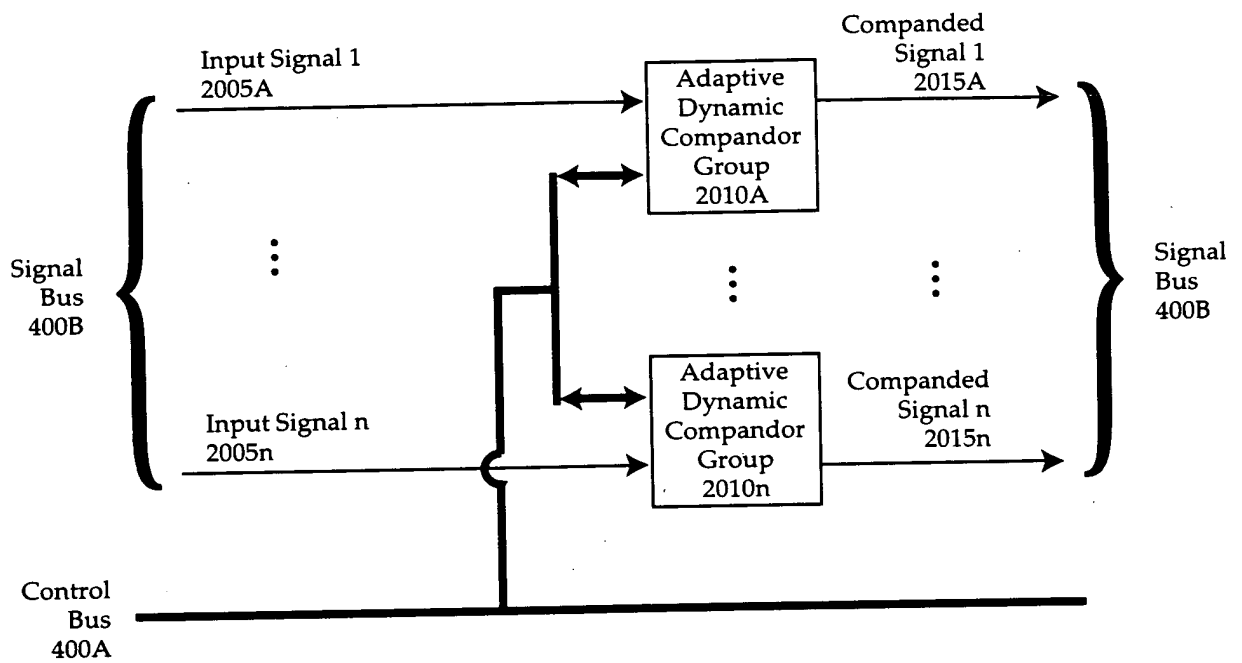 Input Signal 1
2005A
Adaptive
Dynamic
Compandor
Group
2010A
Companded
Signal 1
2015A
Signal
Bus
400B
Signal
Bus
400B
Input Signal n
2005n
Adaptive
Dynamic
Compandor
Group
2010n
Companded
Signal n
2015n
Control
Bus
400A